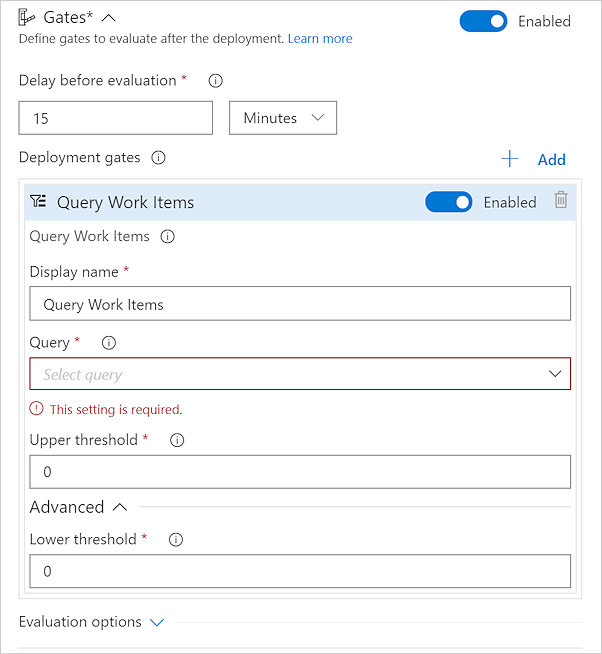 Gates*
Enabled
Define gates to evaluate after the deployment. Learn more
Delay before evaluation *
15
Minutes
Deployment gates
Add
Query Work Items
Enabled
Query Work Items
Display name *
Query Work Items
Query *
Select query
This setting is required.
Upper threshold *
0
Advanced
Lower threshold *
0
Evaluation options